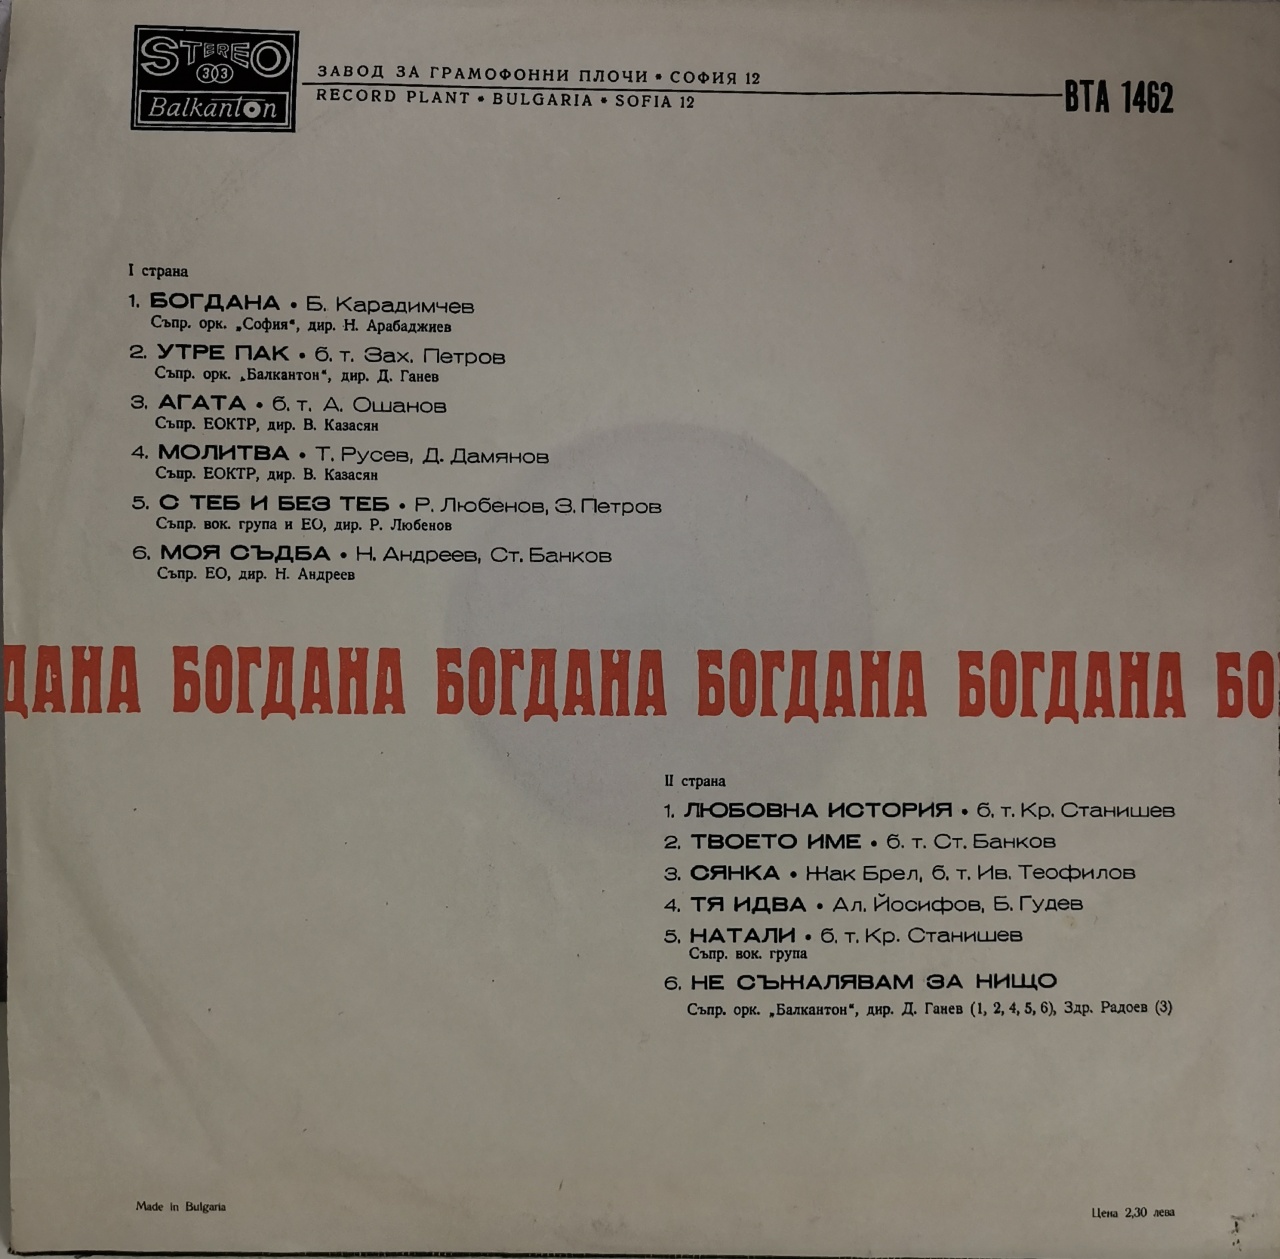 STEREO
33
Balkanton
ЗАВОД ЗА ГРАМОФОННИ ПЛОЧИ • СОФИЯ 12
RECORD PLANT • BULGARIA • SOFIA 12
ВТА 1462
I страна
1. БОГДАНА • Б. Карадимчев
Съпр. орк. „София“, дир. Н. Арабаджиев
2. УТРЕ ПАК • б. т. Зах. Петров
Съпр. орк. „Балкантон“, дир. Д. Ганев
3. АГАТА • б. т. А. Ошанов
Съпр. ЕОКТР, дир. В. Казасян
4. МОЛИТВА • Т. Русев, Д. Дамянов
Съпр. ЕОКТР, дир. В. Казасян
5. С ТЕБ И БЕЗ ТЕБ • Р. Любенов, З. Петров
Съпр. вок. група и ЕО, дир. Р. Любенов
6. МОЯ СЪДБА • Н. Андреев, Ст. Банков
Съпр. ЕО, дир. Н. Андреев
ДАНА БОГДАНА БОГДАНА БОГДАНА БОГДАНА БО
II страна
1. ЛЮБОВНА ИСТОРИЯ • б. т. Кр. Станишев
2. ТВОЕТО ИМЕ • б. т. Ст. Банков
3. СЯНКА • Жак Брел, б. т. Ив. Теофилов
4. ТЯ ИДВА • Ал. Йосифов, Б. Гудев
5. НАТАЛИ • б. т. Кр. Станишев
Съпр. вок. група
6. НЕ СЪЖАЛЯВАМ ЗА НИЩО
Съпр. орк. „Балкантон“, дир. Д. Ганев (1, 2, 4, 5, 6), Здр. Радоев (3)
Made in Bulgaria
Цена 2,30 лева